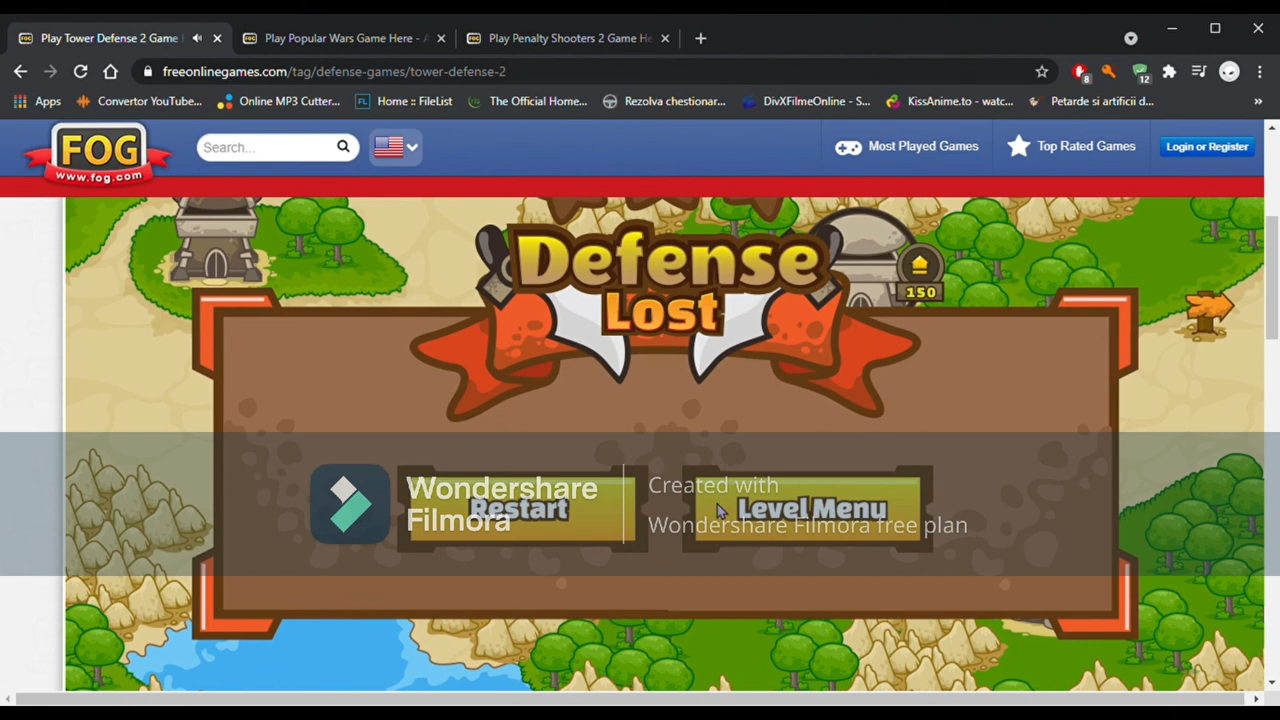 Play Tower Defense 2 Game
Play Popular Wars Game Here - A
Play Penalty Shooters 2 Game He
freeonlinegames.com/tag/defense-games/tower-defense-2
8
12
Apps
Convertor YouTube...
Online MP3 Cutter...
FL
Home :: FileList
The Official Home...
Rezolva chestionar...
DivXFilmeOnline - S...
KissAnime.to - watc...
Petarde si artificii d...
»
FOG
www.fog.com
Search...
Most Played Games
Top Rated Games
Login or Register
Defense
Lost
150
Restart
Level Menu
Wondershare
Filmora
Created with
Wondershare Filmora free plan